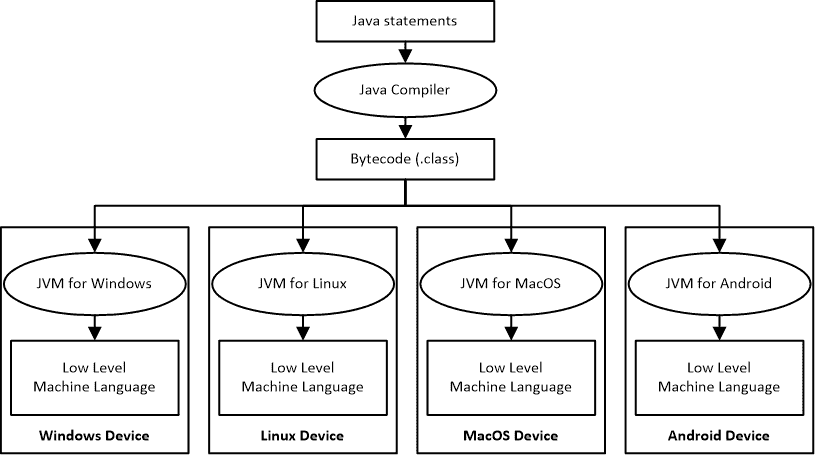 Java statements
Java Compiler
Bytecode (.class)
JVM for Windows
JVM for Linux
JVM for MacOS
JVM for Android
Low Level
Machine Language
Low Level
Machine Language
Low Level
Machine Language
Low Level
Machine Language
Windows Device
Linux Device
MacOS Device
Android Device